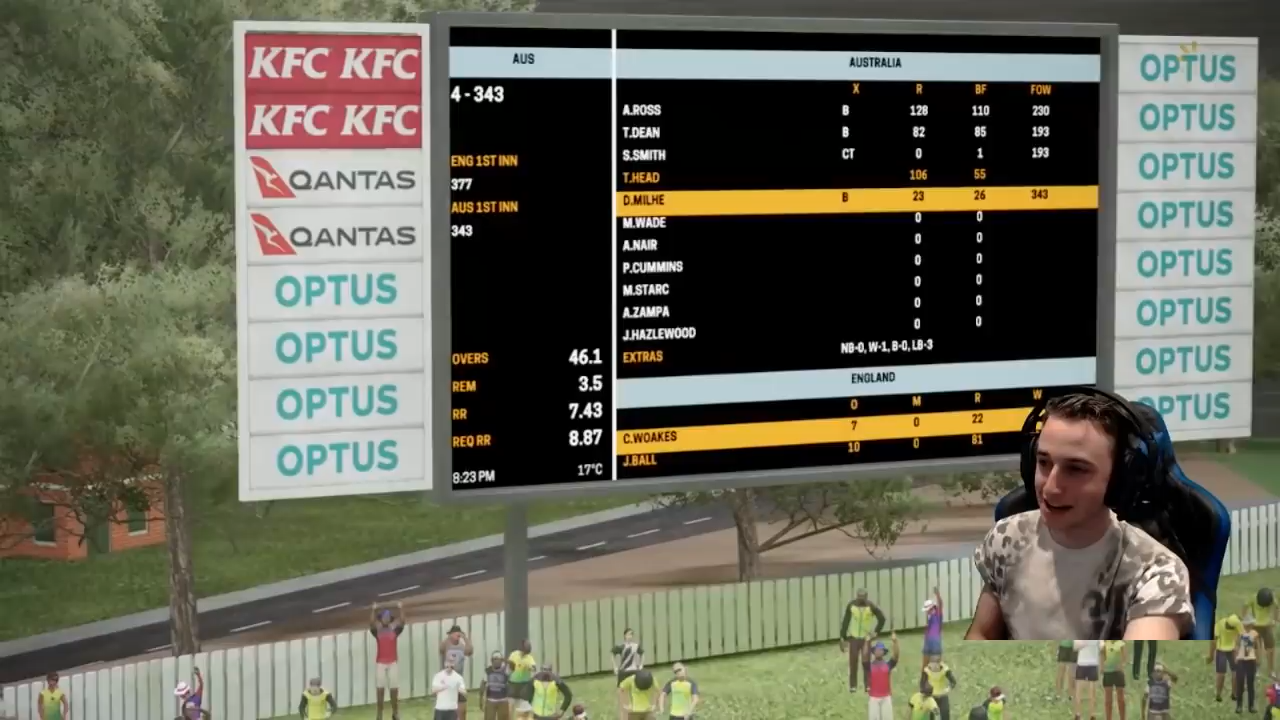 KFC KFC
KFC KFC
QANTAS
QANTAS
OPTUS
OPTUS
OPTUS
OPTUS
AUS
4 - 343
ENG 1ST INN
377
AUS 1ST INN
343
OVERS 46.1
REM 3.5
RR 7.43
REQ RR 8.87
8:23 PM 17°C
AUSTRALIA
X R BF FOW
A.ROSS B 128 110 230
T.DEAN B 82 85 193
S.SMITH CT 0 1 193
T.HEAD 106 55
D.MILHE B 23 26 343
M.WADE 0 0
A.NAIR 0 0
P.CUMMINS 0 0
M.STARC 0 0
A.ZAMPA 0 0
J.HAZLEWOOD 0 0
EXTRAS NB-0, W-1, B-0, LB-3
ENGLAND
O M R W
C.WOAKES 7 0 22
J.BALL 10 0 81
OPTUS
OPTUS
OPTUS
OPTUS
OPTUS
OPTUS
OPTUS
OPTUS